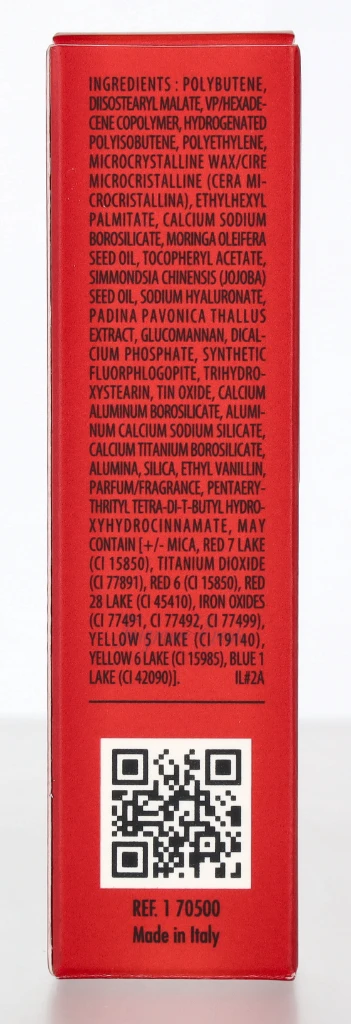 INGREDIENTS : POLYBUTENE,
DIISOSTEARYL MALATE, VP/HEXADE-
CENE COPOLYMER, HYDROGENATED
POLYISOBUTENE, POLYETHYLENE,
MICROCRYSTALLINE WAX/CIRE
MICROCRISTALLINE (CERA MI-
CROCRISTALLINA), ETHYLHEXYL
PALMITATE, CALCIUM SODIUM
BOROSILICATE, MORINGA OLEIFERA
SEED OIL, TOCOPHERYL ACETATE,
SIMMONDSIA CHINENSIS (JOJOBA)
SEED OIL, SODIUM HYALURONATE,
PADINA PAVONICA THALLUS
EXTRACT, GLUCOMANNAN, DICAL-
CIUM PHOSPHATE, SYNTHETIC
FLUORPHLOGOPITE, TRIHYDRO-
XYSTEARIN, TIN OXIDE, CALCIUM
ALUMINUM BOROSILICATE, ALUMI-
NUM CALCIUM SODIUM SILICATE,
CALCIUM TITANIUM BOROSILICATE,
ALUMINA, SILICA, ETHYL VANILLIN,
PARFUM/FRAGRANCE, PENTAERY-
THRITYL TETRA-DI-T-BUTYL HYDRO-
XYHYDROCINNAMATE, MAY
CONTAIN [+/- MICA, RED 7 LAKE
(CI 15850), TITANIUM DIOXIDE
(CI 77891), RED 6 (CI 15850), RED
28 LAKE (CI 45410), IRON OXIDES
(CI 77491, CI 77492, CI 77499),
YELLOW 5 LAKE (CI 19140),
YELLOW 6 LAKE (CI 15985), BLUE 1
LAKE (CI 42090)]. IL#2A
REF. 1 70500
Made in Italy